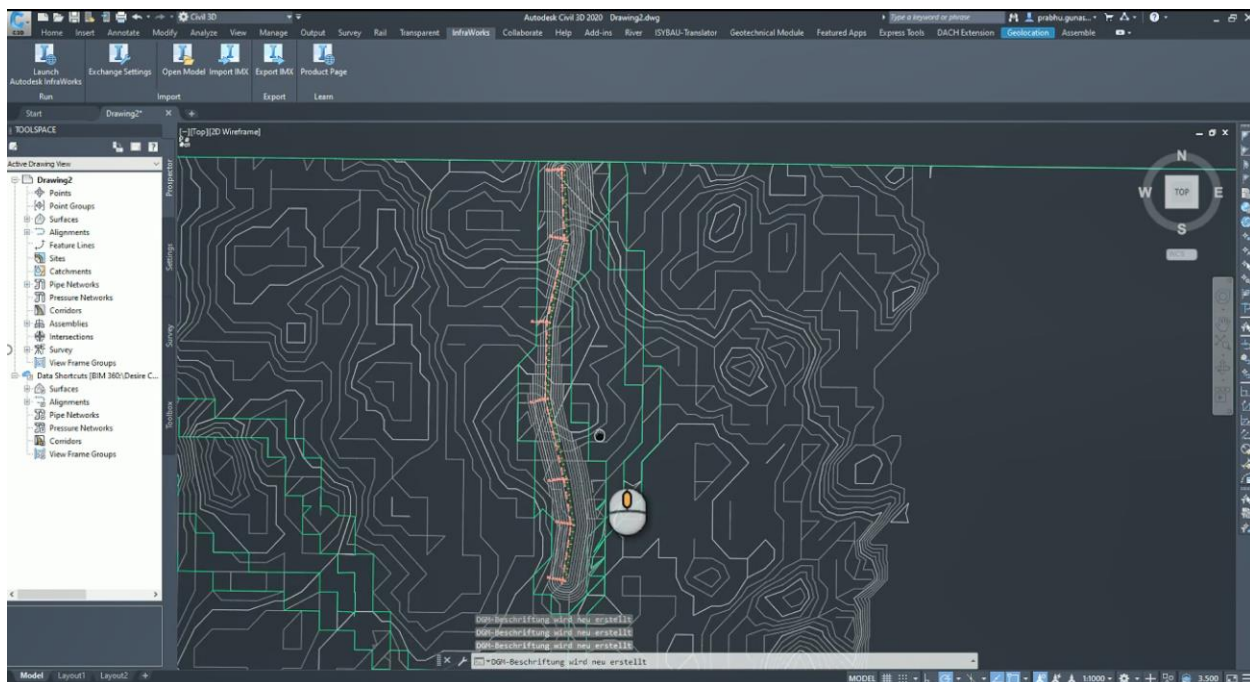 Civil 3D
Autodesk Civil 3D 2020 Drawing2.dwg
Type a keyword or phrase
prabhu.gunas...
C3D
Home Insert Annotate Modify Analyze View Manage Output Survey Rail Transparent InfraWorks Collaborate Help Add-ins River ISYBAU-Translator Geotechnical Module Featured Apps Express Tools DACH Extension Geolocation Assemble
Launch Autodesk InfraWorks
Exchange Settings
Open Model
Import IMX
Export IMX
Product Page
Run Import Export Learn
Start Drawing2*
TOOLSPACE
[−][Top][2D Wireframe]
Active Drawing View
Drawing2
Points
Point Groups
Surfaces
Alignments
Feature Lines
Sites
Catchments
Pipe Networks
Pressure Networks
Corridors
Assemblies
Intersections
Survey
View Frame Groups
Data Shortcuts [BIM 360:\Desire C...
Surfaces
Alignments
Pipe Networks
Pressure Networks
Corridors
View Frame Groups
Prospector
Settings
Survey
Toolbox
N
W TOP E
S
WCS
DGM-Beschriftung wird neu erstellt
DGM-Beschriftung wird neu erstellt
DGM-Beschriftung wird neu erstellt
DGM-Beschriftung wird neu erstellt
Model Layout1 Layout2 +
MODEL 1:1000 3.500